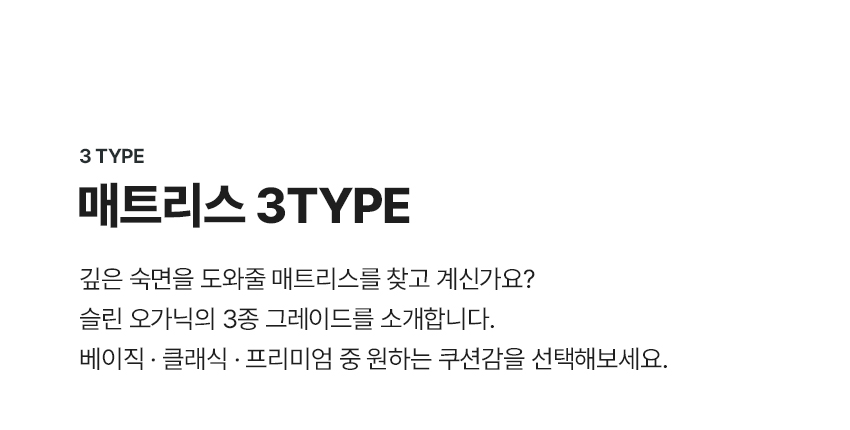 3 TYPE
매트리스 3TYPE
깊은 숙면을 도와줄 매트리스를 찾고 계신가요?
슬린 오가닉의 3종 그레이드를 소개합니다.
베이직 · 클래식 · 프리미엄 중 원하는 쿠션감을 선택해보세요.